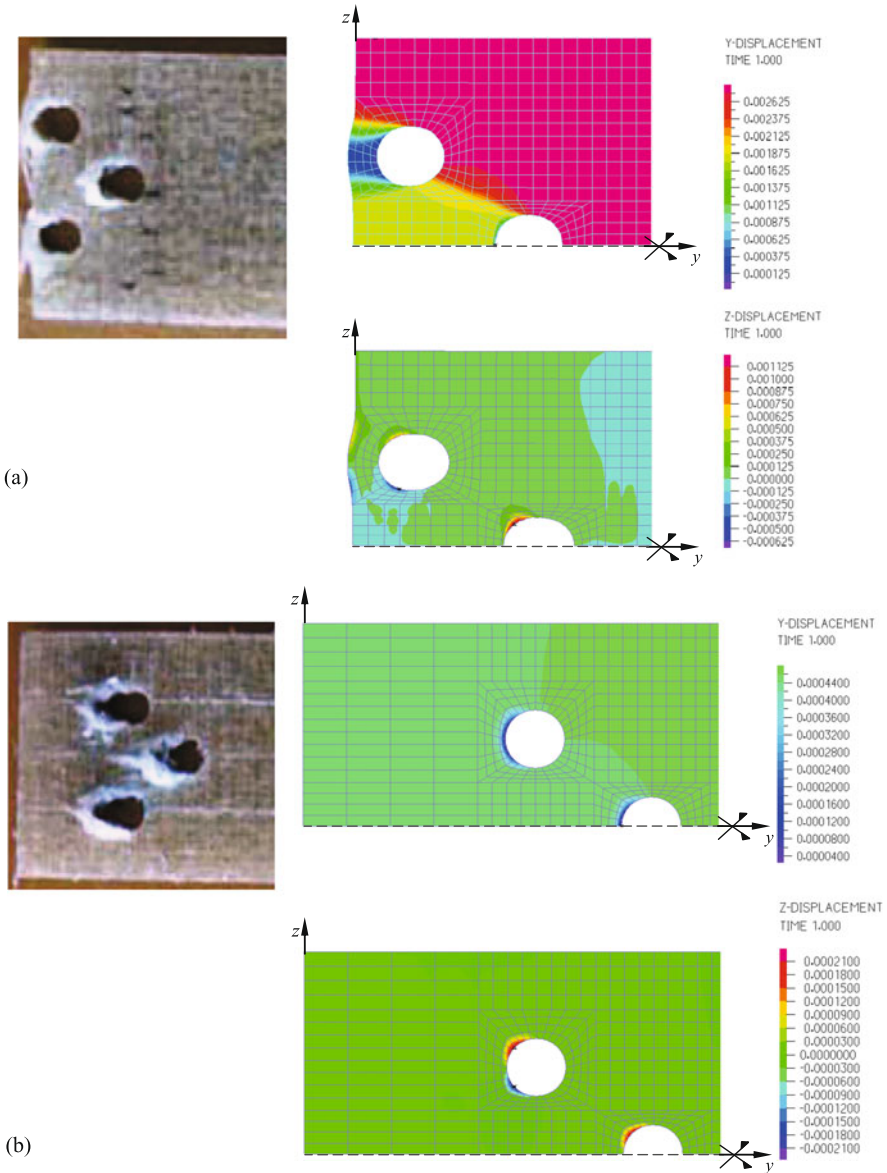 z
y
Y-DISPLACEMENT
TIME 1.000
0.002625
0.002375
0.002125
0.001875
0.001625
0.001375
0.001125
0.000875
0.000625
0.000375
0.000125
z
y
Z-DISPLACEMENT
TIME 1.000
0.001125
0.001000
0.000875
0.000750
0.000625
0.000500
0.000375
0.000250
0.000125
0.000000
-0.000125
-0.000250
-0.000375
-0.000500
-0.000625
(a)
z
y
Y-DISPLACEMENT
TIME 1.000
0.0004400
0.0004000
0.0003600
0.0003200
0.0002800
0.0002400
0.0002000
0.0001600
0.0001200
0.0000800
0.0000400
z
y
Z-DISPLACEMENT
TIME 1.000
0.0002100
0.0001800
0.0001500
0.0001200
0.0000900
0.0000600
0.0000300
0.0000000
-0.0000300
-0.0000600
-0.0000900
-0.0001200
-0.0001500
-0.0001800
-0.0002100
(b)